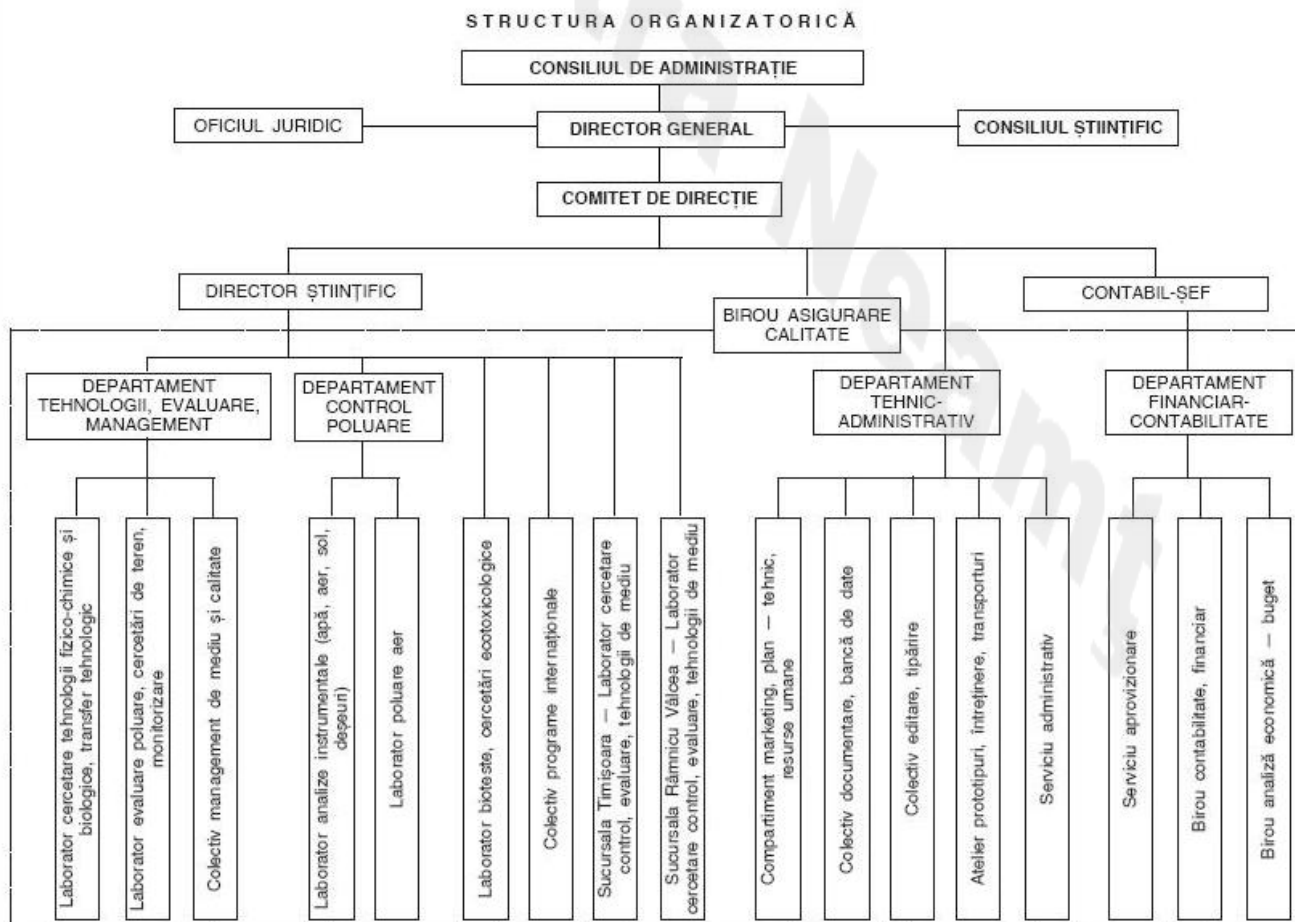 STRUCTURA ORGANIZATORICĂ
CONSILIUL DE ADMINISTRAȚIE
OFICIUL JURIDIC
DIRECTOR GENERAL
CONSILIUL ȘTIINȚIFIC
COMITET DE DIRECȚIE
DIRECTOR ȘTIINȚIFIC
BIROU ASIGURARE
CALITATE
CONTABIL-ȘEF
DEPARTAMENT
TEHNOLOGII, EVALUARE,
MANAGEMENT
DEPARTAMENT
CONTROL
POLUARE
DEPARTAMENT
TEHNIC-
ADMINISTRATIV
DEPARTAMENT
FINANCIAR-
CONTABILITATE
Laborator cercetare tehnologii fizico-chimice și
biologice, transfer tehnologic
Laborator evaluare poluare, cercetări de teren,
monitorizare
Colectiv management de mediu și calitate
Laborator analize instrumentale (apă, aer, sol,
deșeuri)
Laborator poluare aer
Laborator bioteste, cercetări ecotoxicologice
Colectiv programe internaționale
Sucursala Timișoara — Laborator cercetare
control, evaluare, tehnologii de mediu
Sucursala Râmnicu Vâlcea — Laborator
cercetare control, evaluare, tehnologii de mediu
Compartiment marketing, plan — tehnic,
resurse umane
Colectiv documentare, bancă de date
Colectiv editare, tipărire
Atelier prototipuri, întreținere, transporturi
Serviciu administrativ
Serviciu aprovizionare
Birou contabilitate, financiar
Birou analiză economică — buget
Neamț